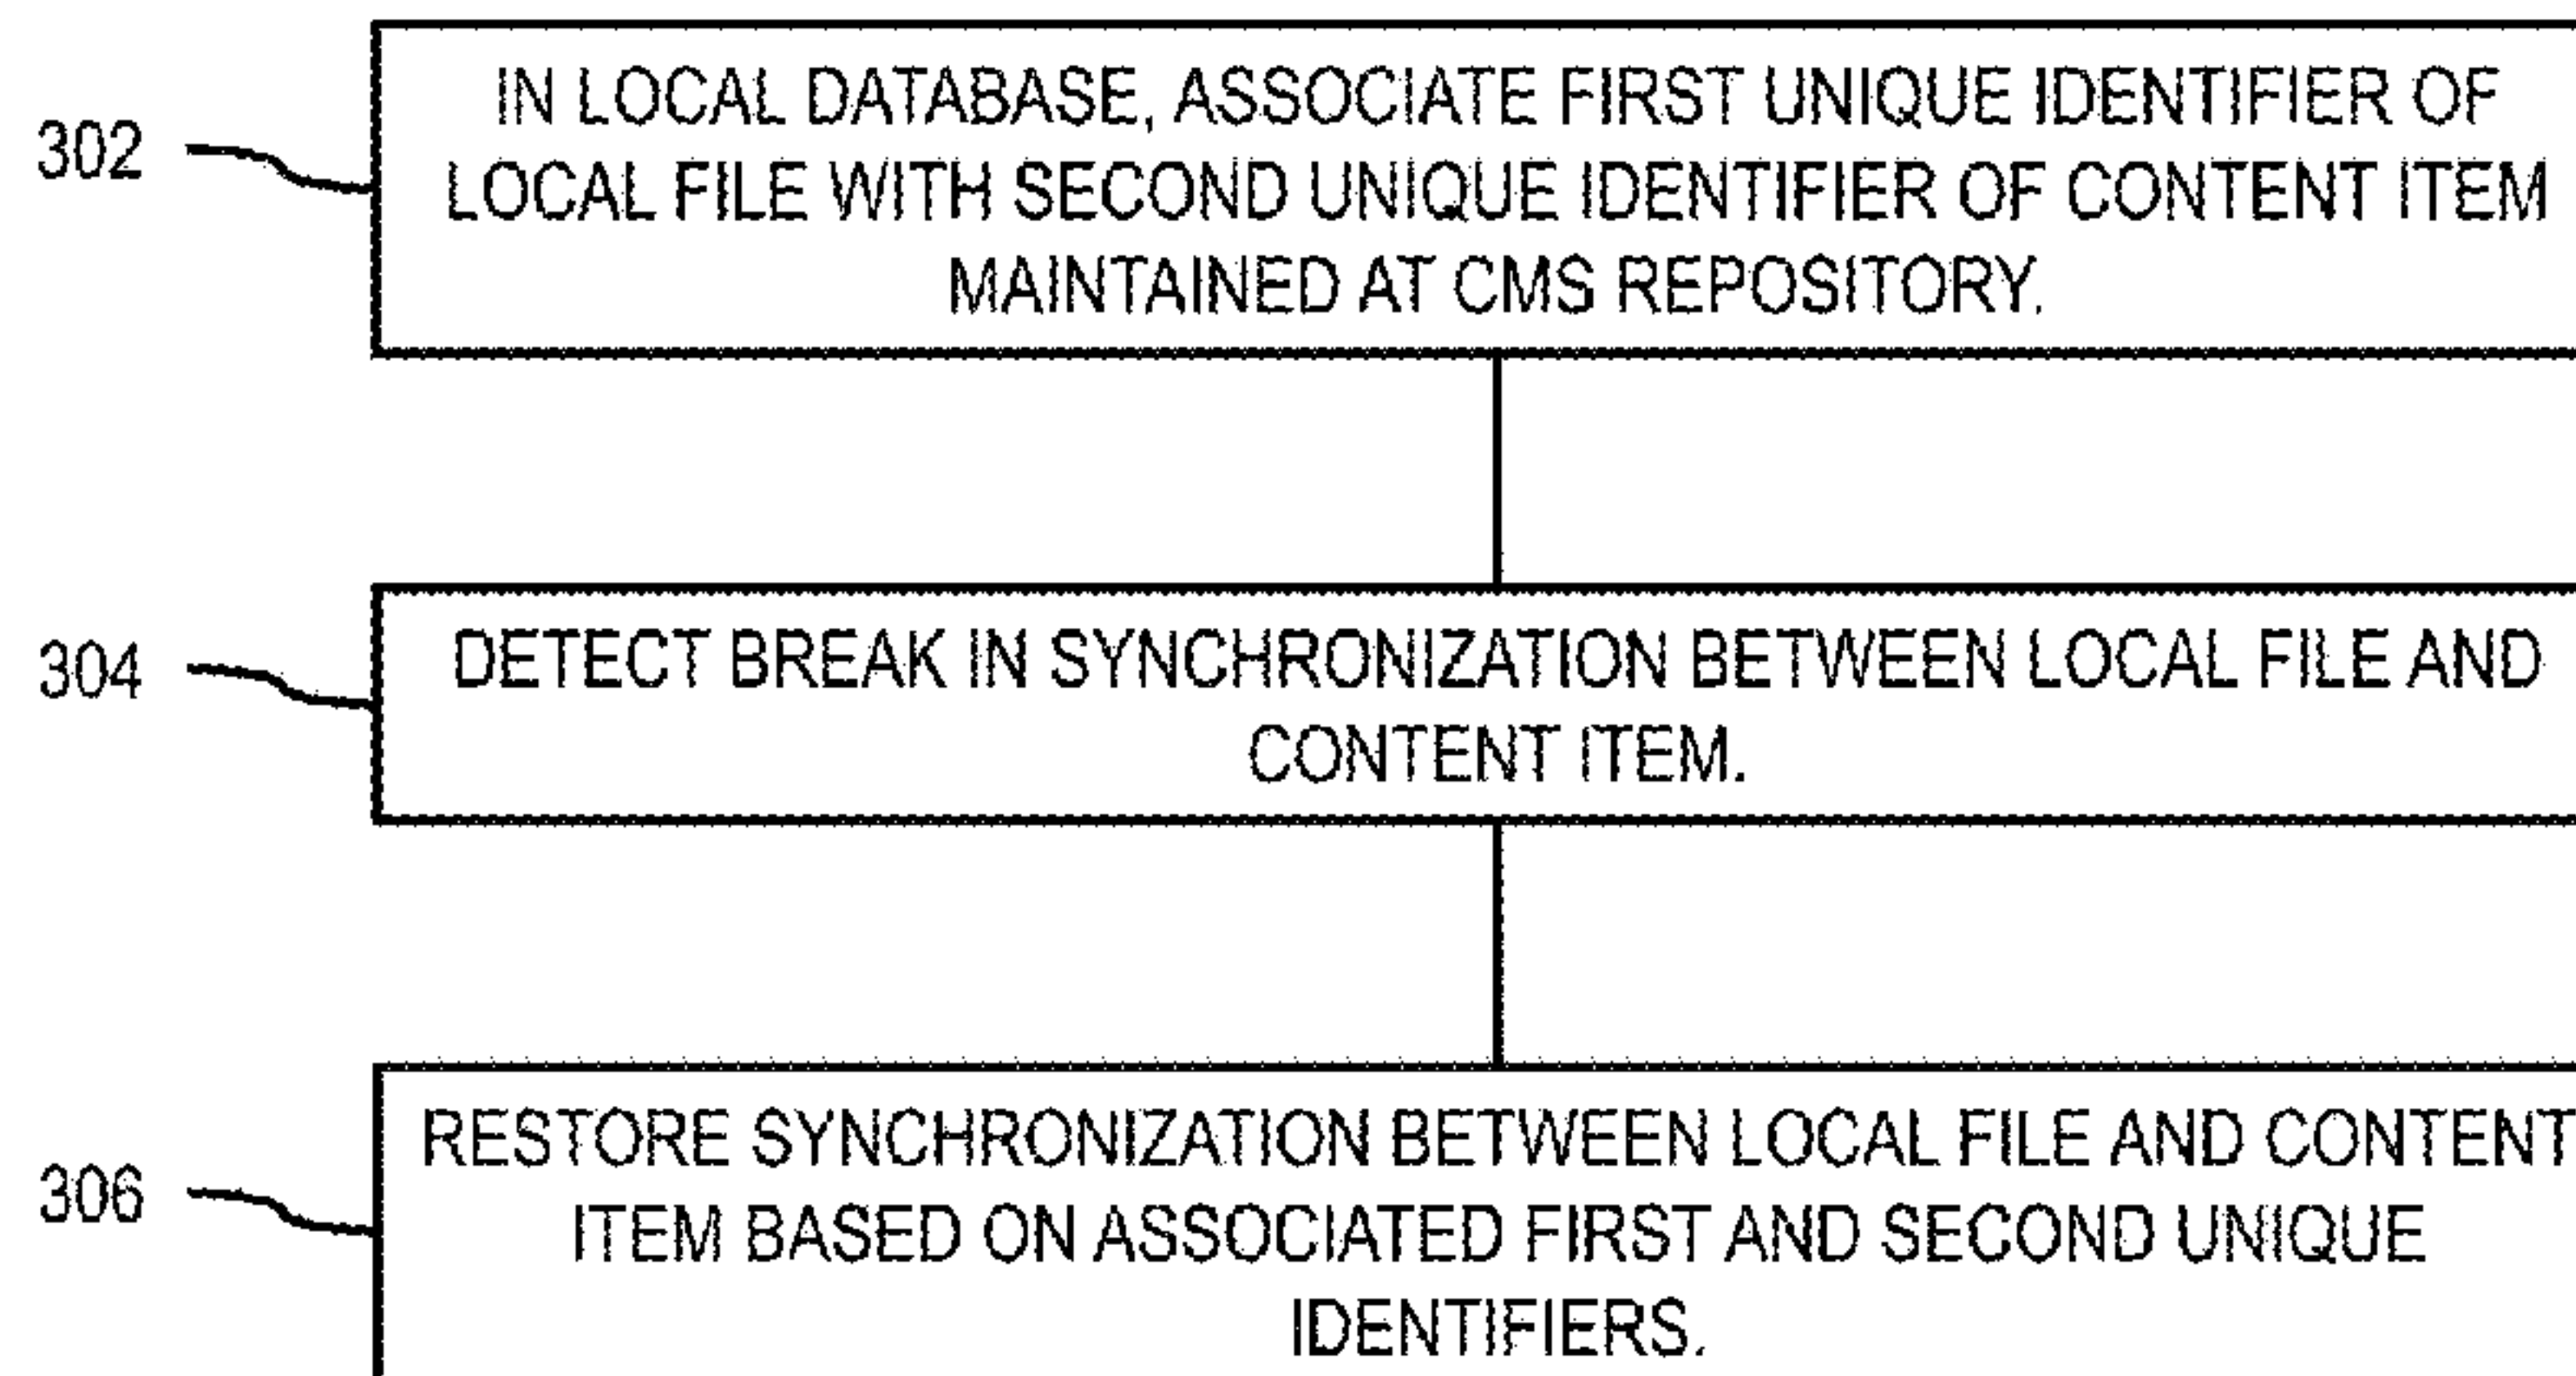 302
IN LOCAL DATABASE, ASSOCIATE FIRST UNIQUE IDENTIFIER OF
LOCAL FILE WITH SECOND UNIQUE IDENTIFIER OF CONTENT ITEM
MAINTAINED AT CMS REPOSITORY.
304
DETECT BREAK IN SYNCHRONIZATION BETWEEN LOCAL FILE AND
CONTENT ITEM.
306
RESTORE SYNCHRONIZATION BETWEEN LOCAL FILE AND CONTENT
ITEM BASED ON ASSOCIATED FIRST AND SECOND UNIQUE
IDENTIFIERS.